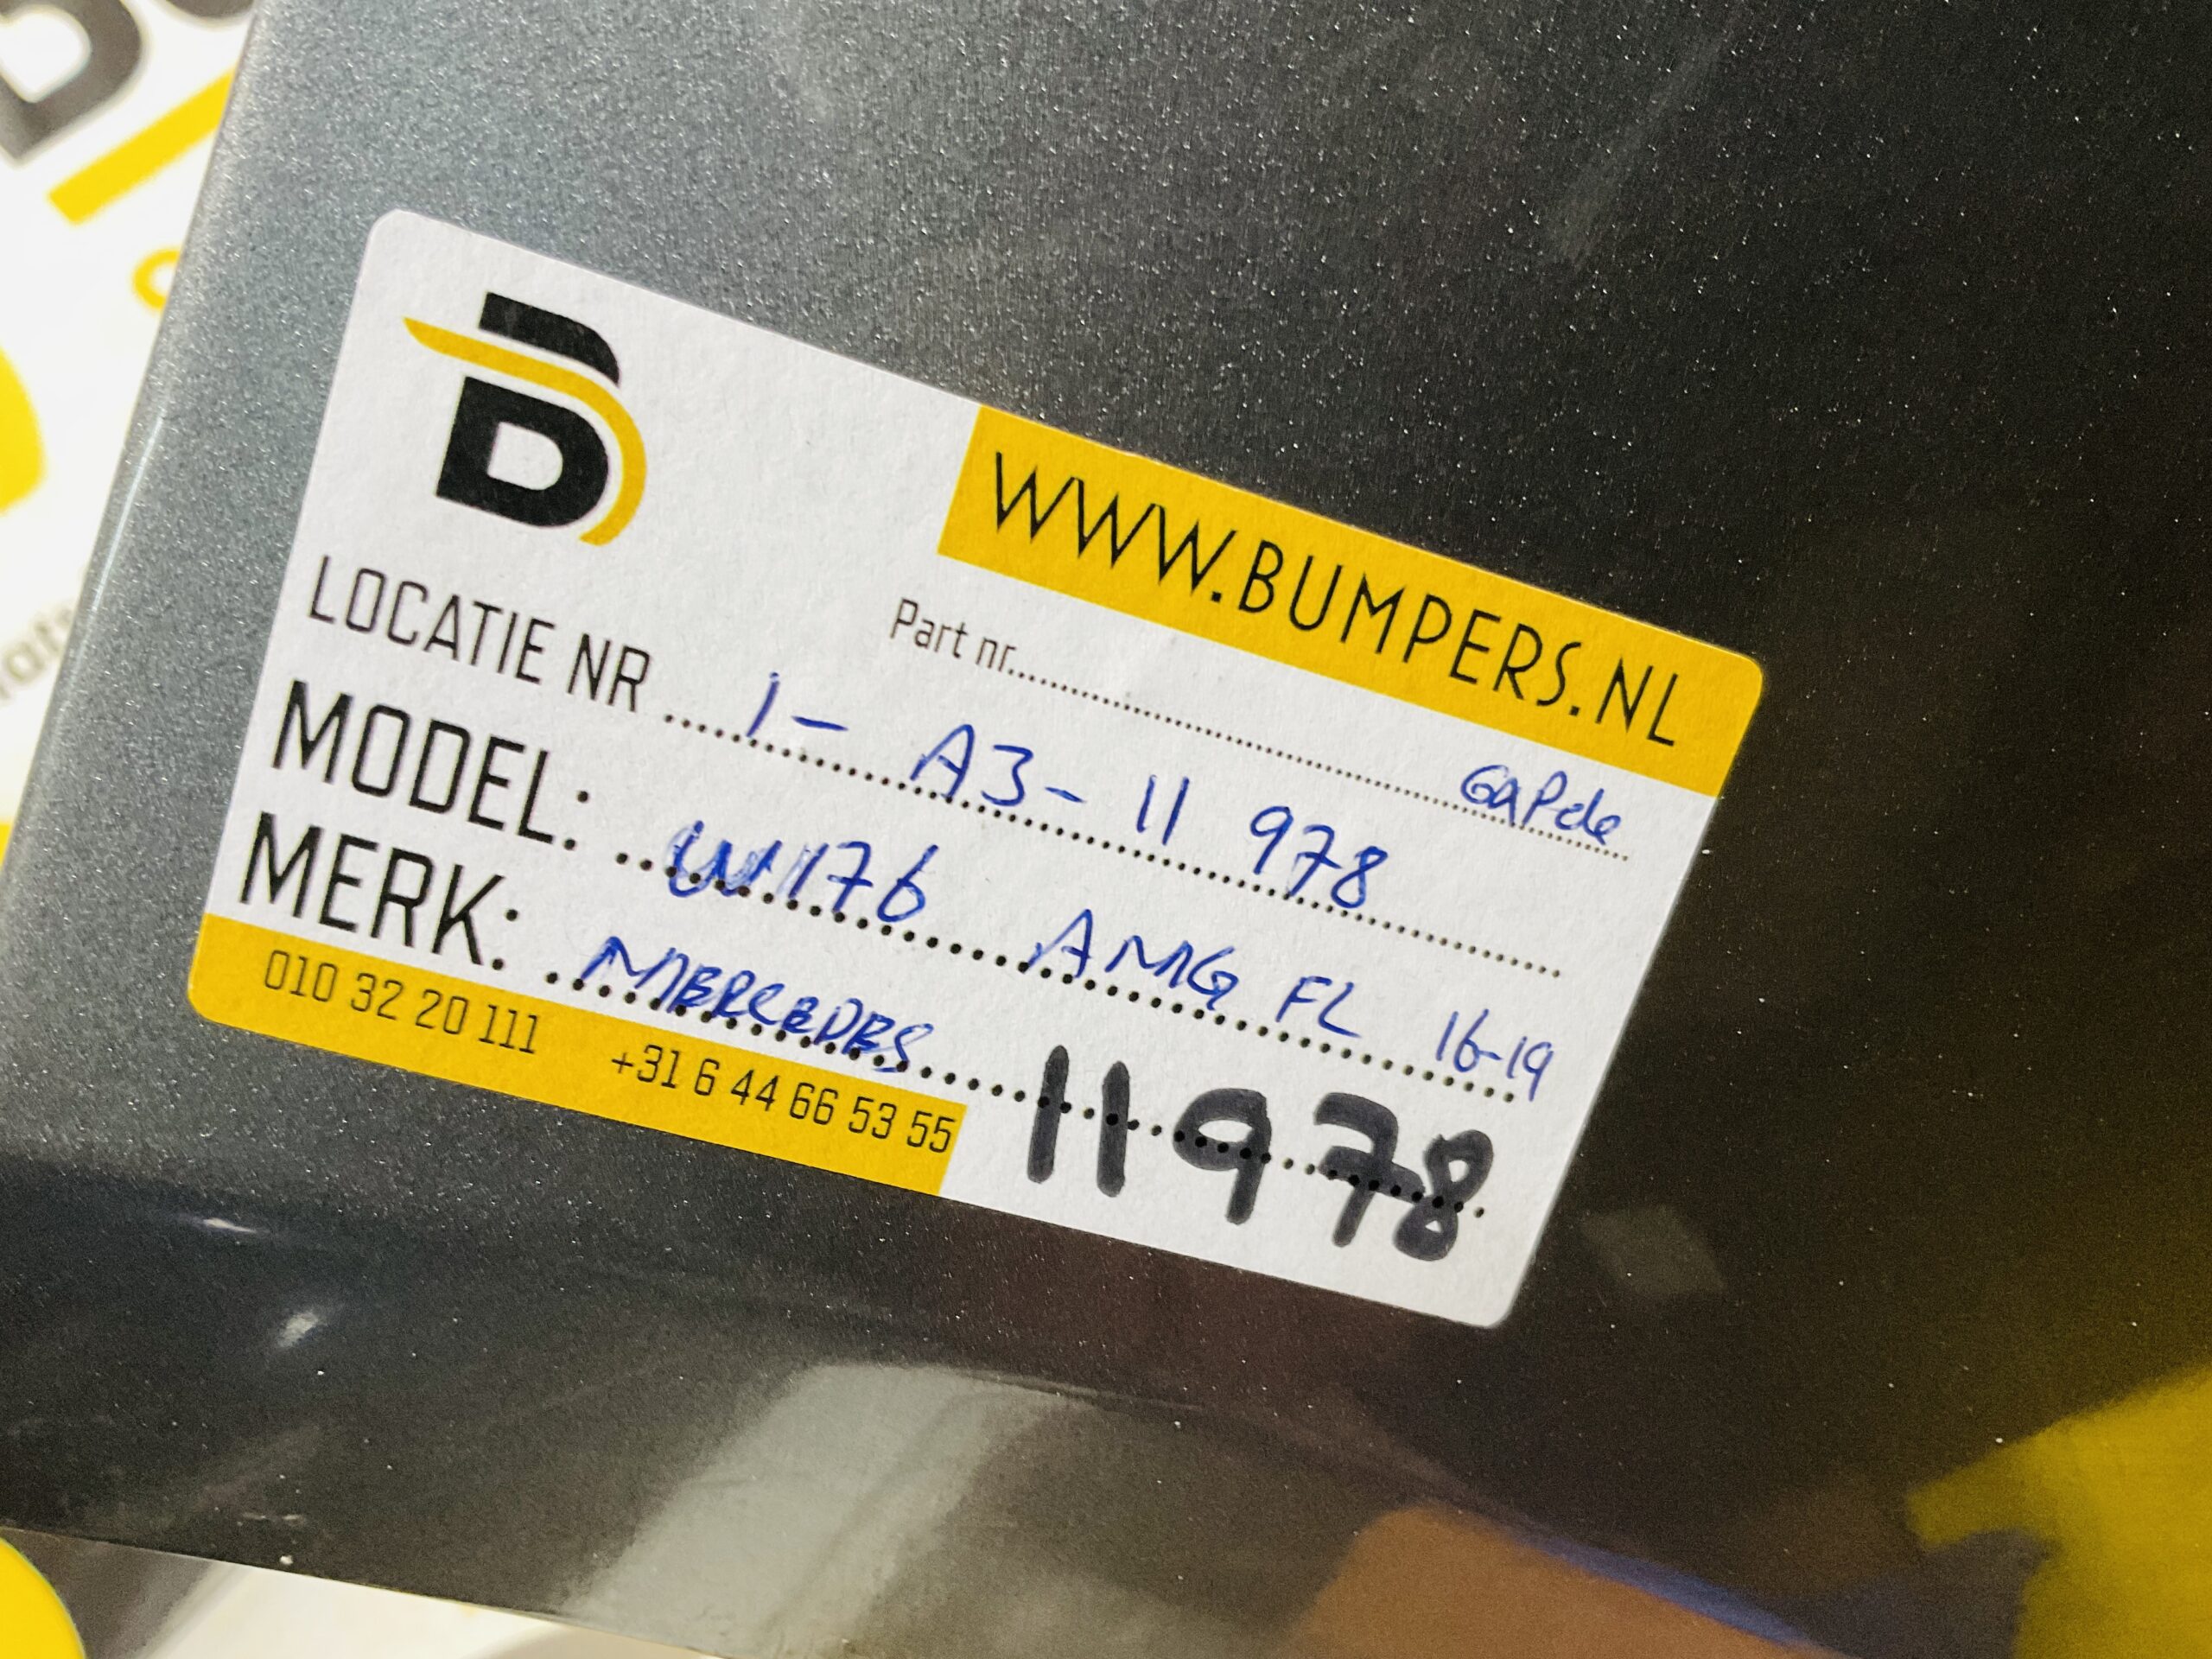 B
WWW.BUMPERS.NL
Part nr.......... 6xPdc
LOCATIE NR .... 1- A3- 11 978
MODEL: .... W176 AMG FL 16-19
MERK: .... MERCEDES
010 32 20 111 +31 6 44 66 53 55
11978